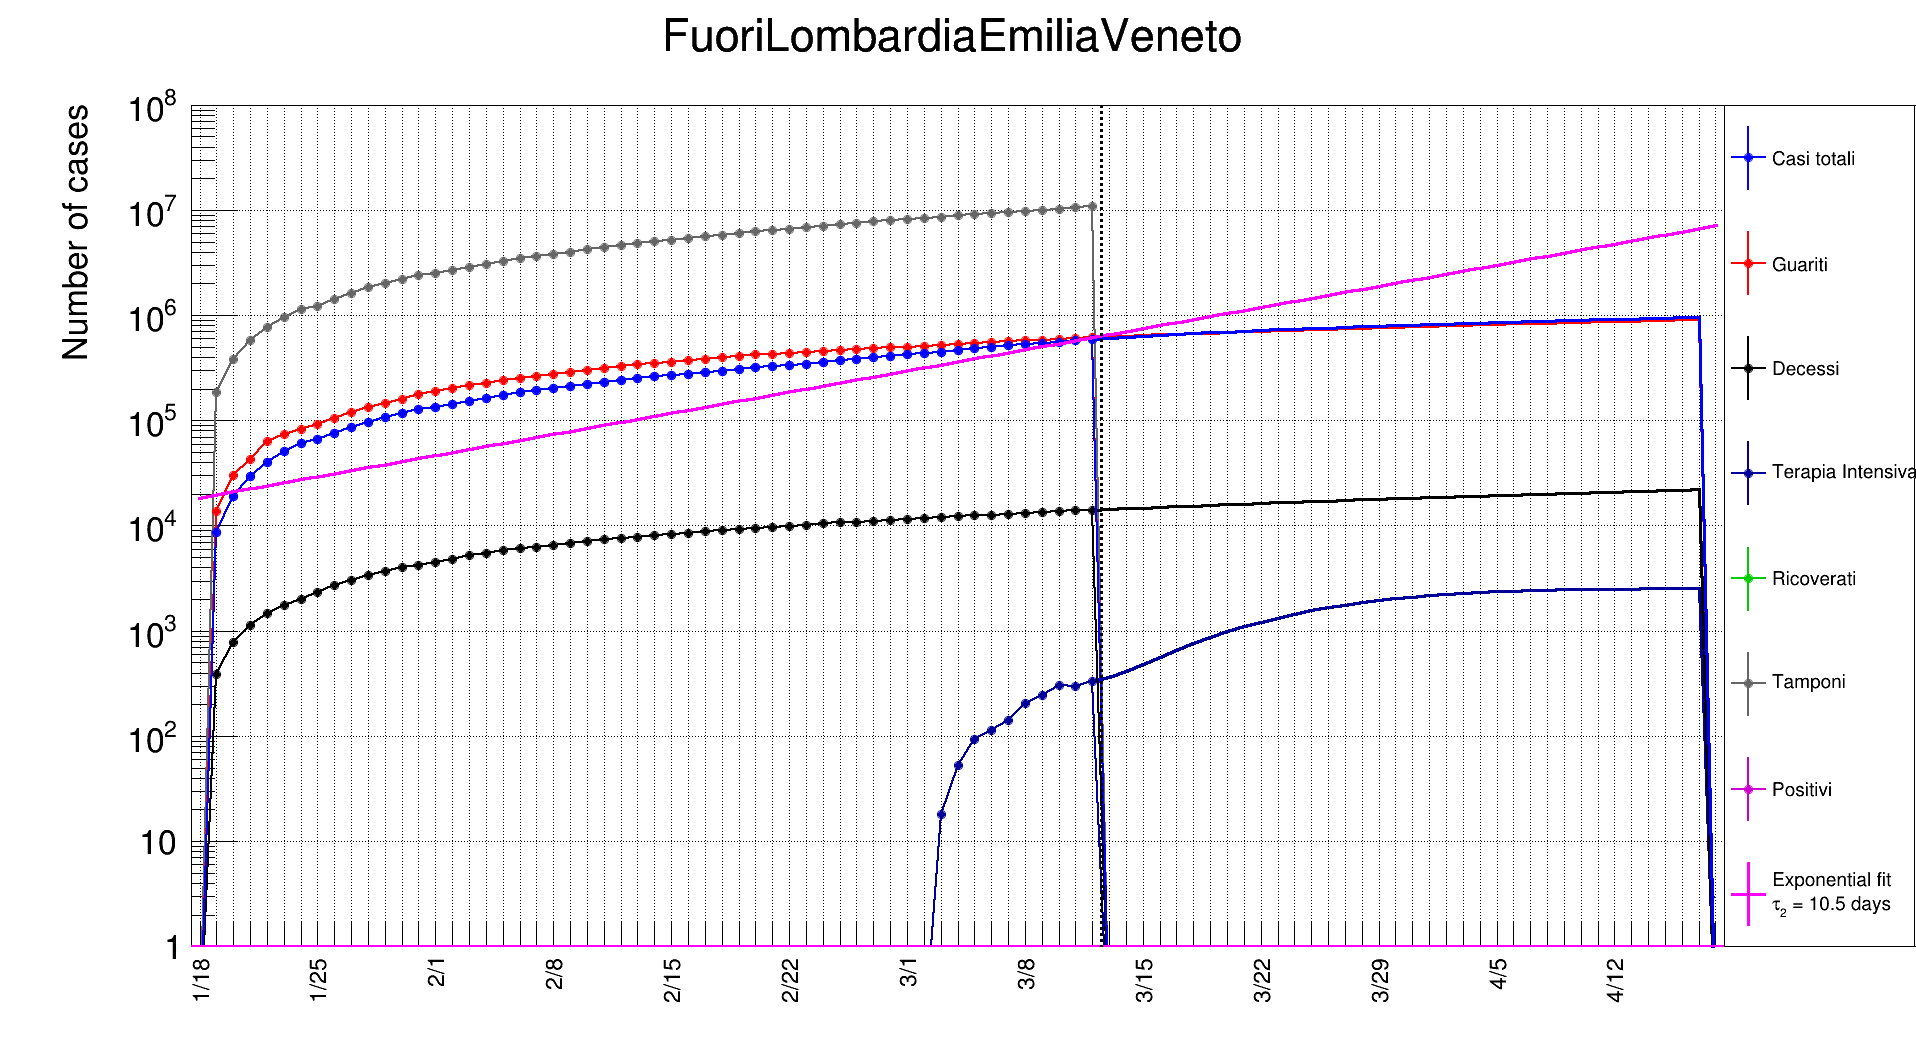 FuoriLombardiaEmiliaVeneto
Number of cases
10^8
10^7
10^6
10^5
10^4
10^3
10^2
10
1
1/18 1/25 2/1 2/8 2/15 2/22 3/1 3/8 3/15 3/22 3/29 4/5 4/12
Casi totali
Guariti
Decessi
Terapia Intensiva
Ricoverati
Tamponi
Positivi
Exponential fit
τ₂ = 10.5 days